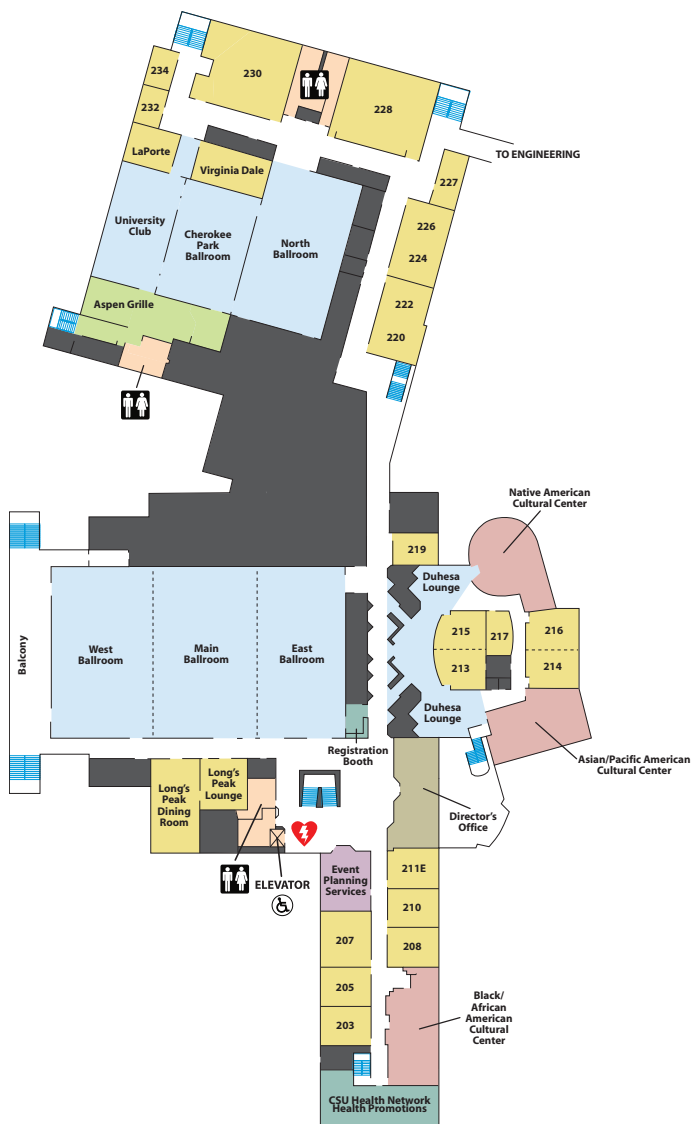 234
230
232
228
LaPorte
Virginia Dale
TO ENGINEERING
227
University
Club
Cherokee
Park
Ballroom
North
Ballroom
226
224
Aspen Grille
222
220
Native American
Cultural Center
219
Duhesa
Lounge
215
217
216
213
214
Balcony
West
Ballroom
Main
Ballroom
East
Ballroom
Duhesa
Lounge
Registration
Booth
Asian/Pacific American
Cultural Center
Long's
Peak
Dining
Room
Long's
Peak
Lounge
Director's
Office
ELEVATOR
Event
Planning
Services
211E
210
207
208
205
203
Black/
African
American
Cultural
Center
CSU Health Network
Health Promotions